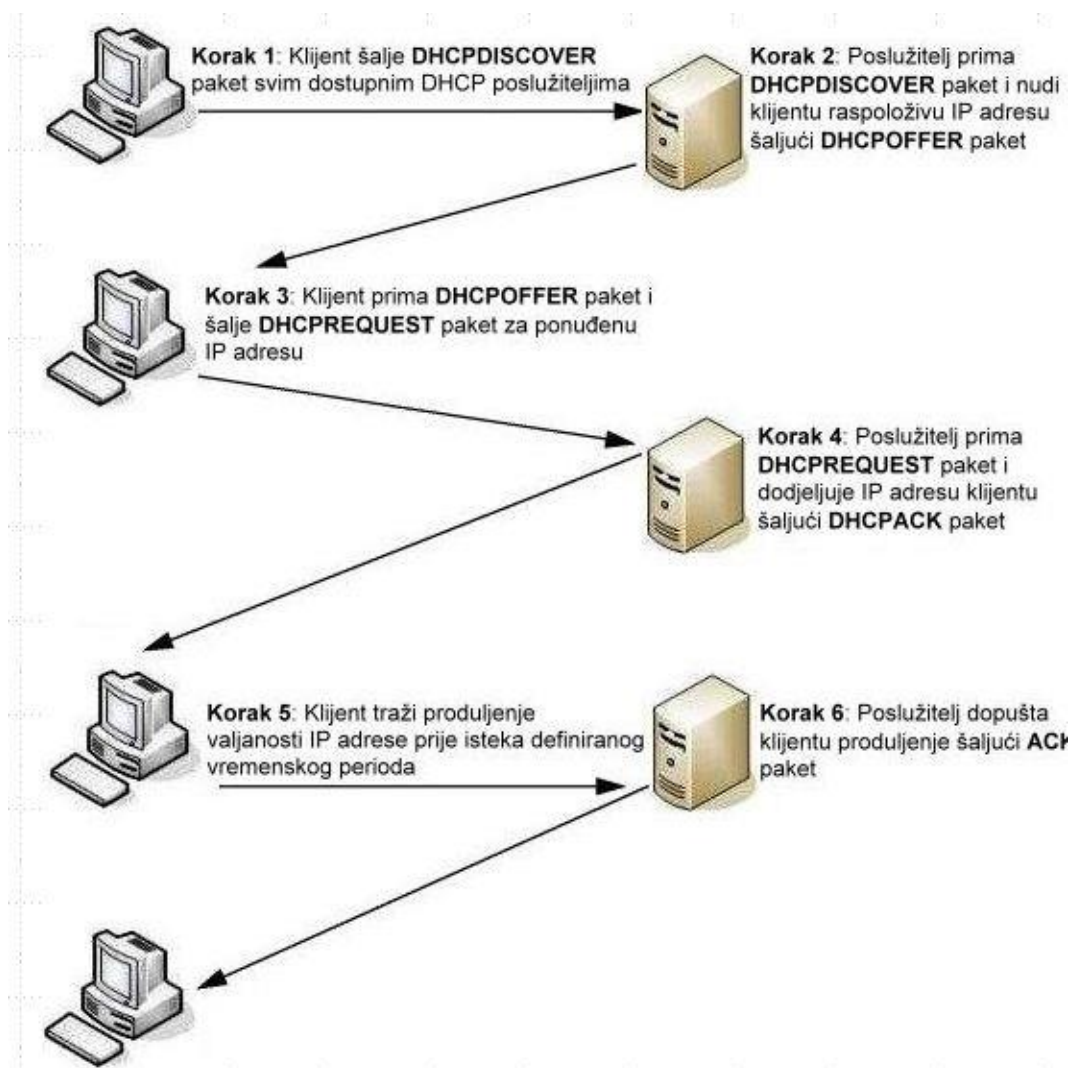 Korak 1: Klijent šalje DHCPDISCOVER
paket svim dostupnim DHCP poslužiteljima
Korak 2: Poslužitelj prima
DHCPDISCOVER paket i nudi
klijentu raspoloživu IP adresu
šaljući DHCPOFFER paket
Korak 3: Klijent prima DHCPOFFER paket i
šalje DHCPREQUEST paket za ponuđenu
IP adresu
Korak 4: Poslužitelj prima
DHCPREQUEST paket i
dodjeljuje IP adresu klijentu
šaljući DHCPACK paket
Korak 5: Klijent traži produljenje
valjanosti IP adrese prije isteka definiranog
vremenskog perioda
Korak 6: Poslužitelj dopušta
klijentu produljenje šaljući ACK
paket